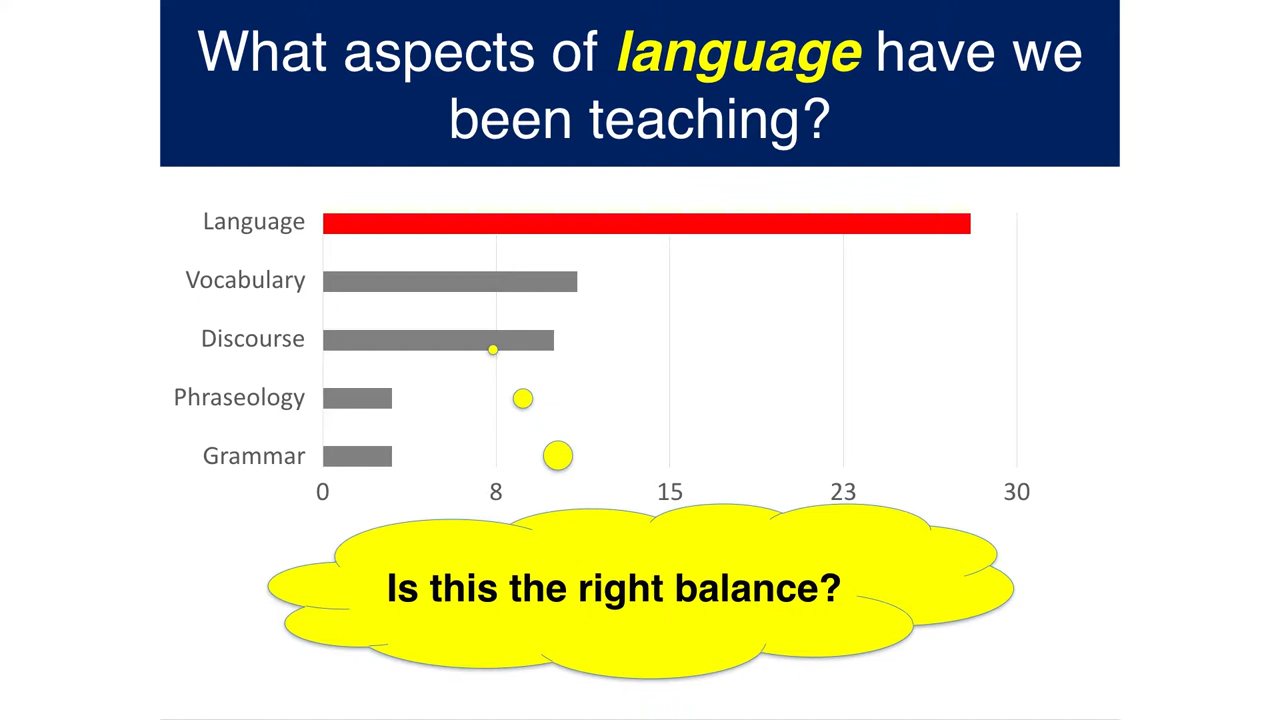 What aspects of language have we
been teaching?
Language
Vocabulary
Discourse
Phraseology
Grammar
0 8 15 23 30
Is this the right balance?